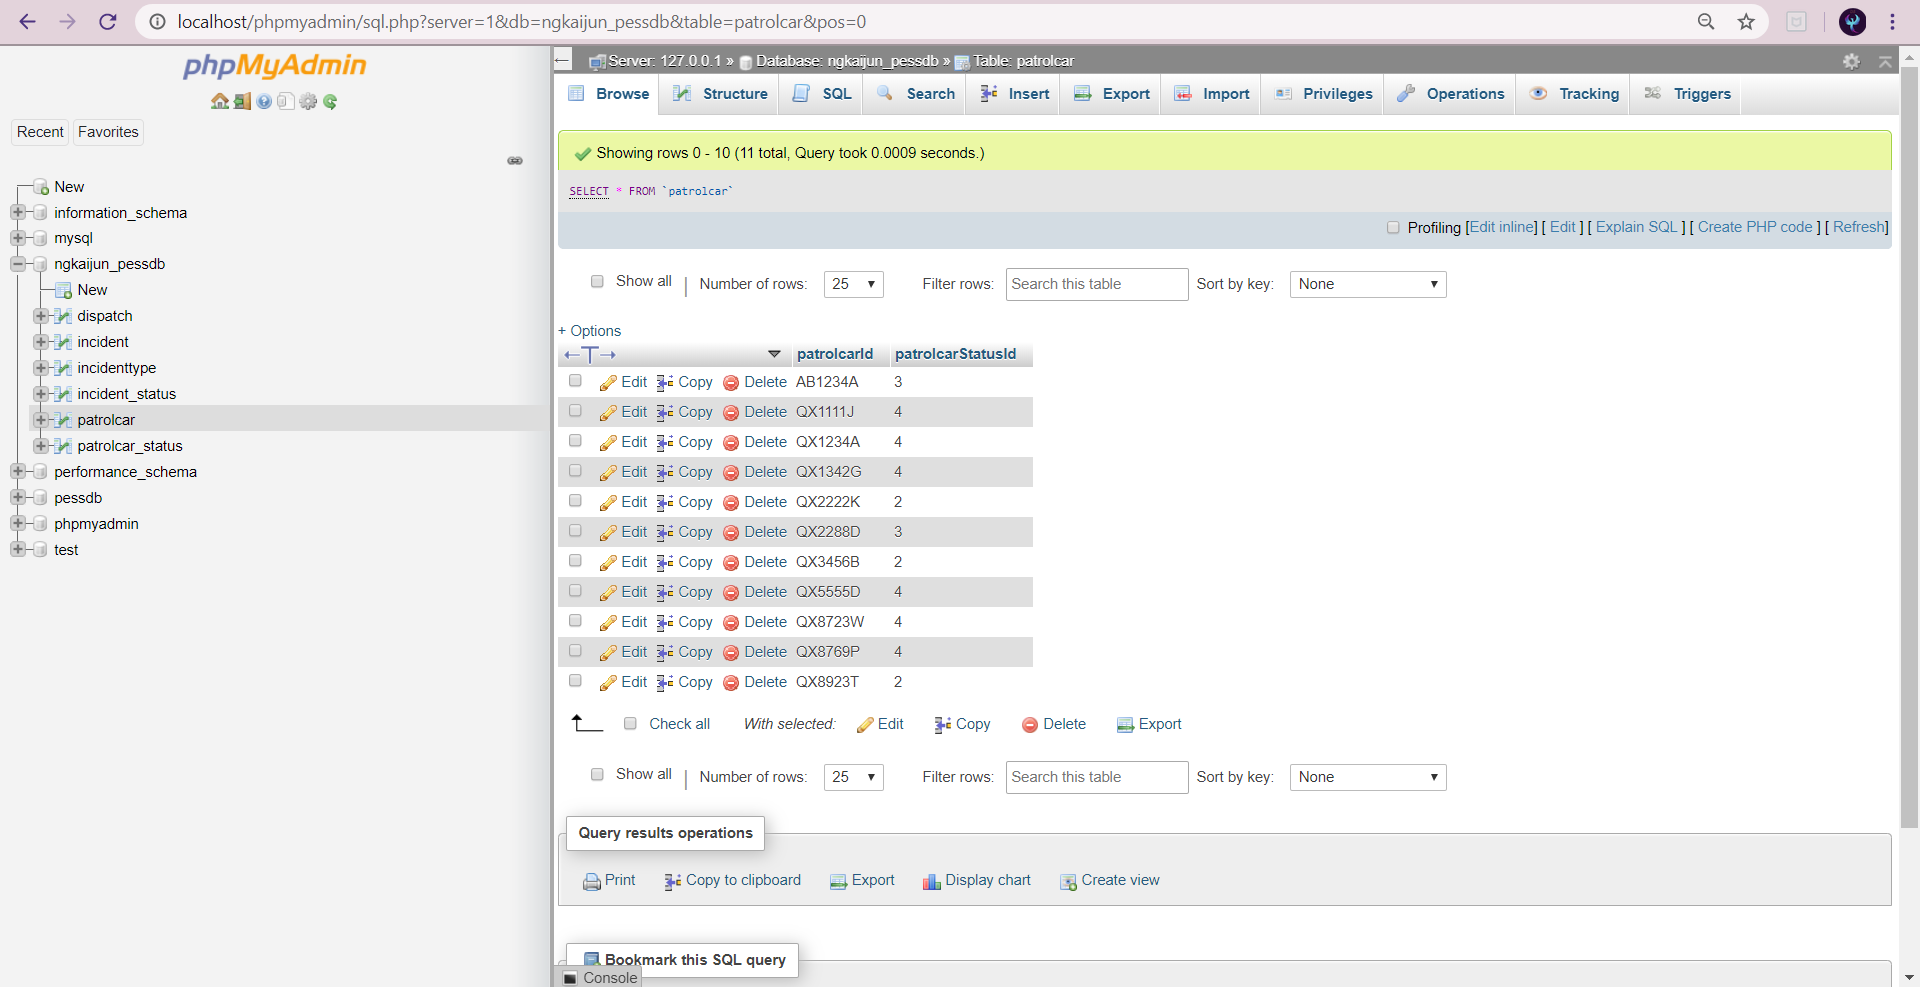 localhost/phpmyadmin/sql.php?server=1&db=ngkaijun_pessdb&table=patrolcar&pos=0
phpMyAdmin
Recent Favorites
New
information_schema
mysql
ngkaijun_pessdb
New
dispatch
incident
incidenttype
incident_status
patrolcar
patrolcar_status
performance_schema
pessdb
phpmyadmin
test
Server: 127.0.0.1 » Database: ngkaijun_pessdb » Table: patrolcar
Browse Structure SQL Search Insert Export Import Privileges Operations Tracking Triggers
Showing rows 0 - 10 (11 total, Query took 0.0009 seconds.)
SELECT * FROM `patrolcar`
Profiling [Edit inline] [ Edit ] [ Explain SQL ] [ Create PHP code ] [ Refresh]
Show all | Number of rows: 25 Filter rows: Search this table Sort by key: None
+ Options
patrolcarId patrolcarStatusId
Edit Copy Delete AB1234A 3
Edit Copy Delete QX1111J 4
Edit Copy Delete QX1234A 4
Edit Copy Delete QX1342G 4
Edit Copy Delete QX2222K 2
Edit Copy Delete QX2288D 3
Edit Copy Delete QX3456B 2
Edit Copy Delete QX5555D 4
Edit Copy Delete QX8723W 4
Edit Copy Delete QX8769P 4
Edit Copy Delete QX8923T 2
Check all With selected: Edit Copy Delete Export
Show all | Number of rows: 25 Filter rows: Search this table Sort by key: None
Query results operations
Print Copy to clipboard Export Display chart Create view
Bookmark this SQL query
Console